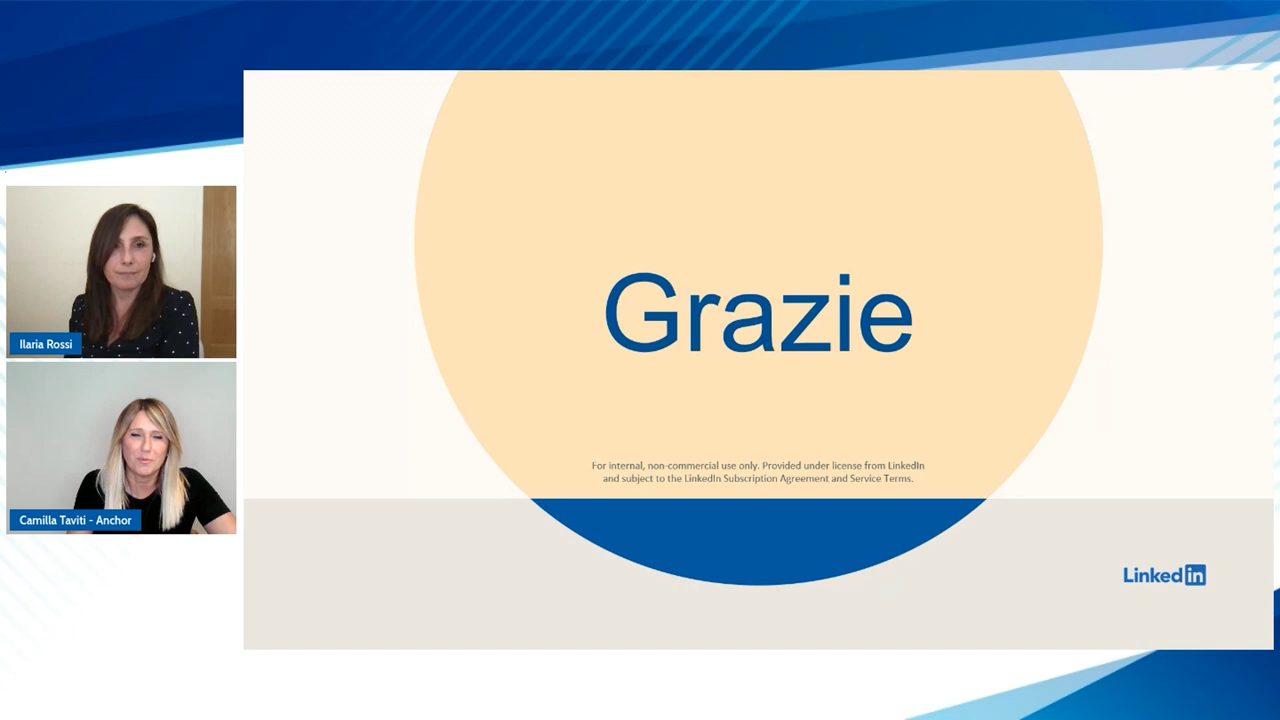 Ilaria Rossi
Camilla Taviti - Anchor
Grazie
For internal, non-commercial use only. Provided under license from LinkedIn
and subject to the LinkedIn Subscription Agreement and Service Terms.
LinkedIn